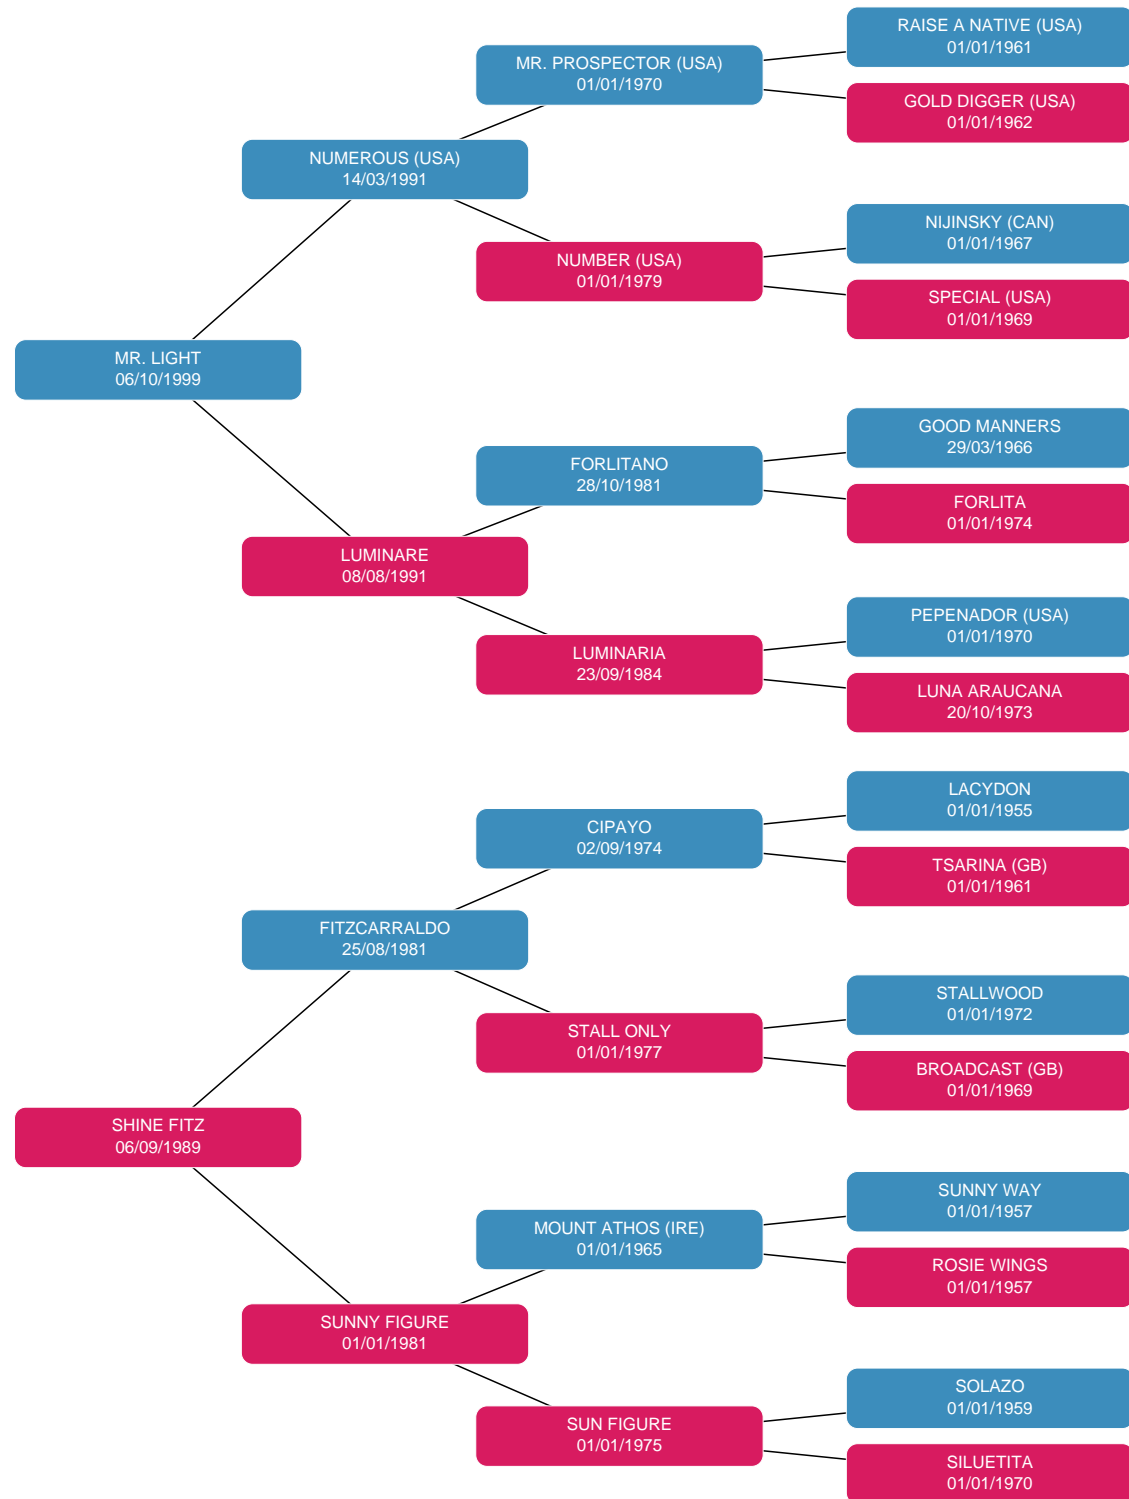 RAISE A NATIVE (USA)
01/01/1961
MR. PROSPECTOR (USA)
01/01/1970
GOLD DIGGER (USA)
01/01/1962
NUMEROUS (USA)
14/03/1991
NIJINSKY (CAN)
01/01/1967
NUMBER (USA)
01/01/1979
SPECIAL (USA)
01/01/1969
MR. LIGHT
06/10/1999
GOOD MANNERS
29/03/1966
FORLITANO
28/10/1981
FORLITA
01/01/1974
LUMINARE
08/08/1991
PEPENADOR (USA)
01/01/1970
LUMINARIA
23/09/1984
LUNA ARAUCANA
20/10/1973
LACYDON
01/01/1955
CIPAYO
02/09/1974
TSARINA (GB)
01/01/1961
FITZCARRALDO
25/08/1981
STALLWOOD
01/01/1972
STALL ONLY
01/01/1977
BROADCAST (GB)
01/01/1969
SHINE FITZ
06/09/1989
SUNNY WAY
01/01/1957
MOUNT ATHOS (IRE)
01/01/1965
ROSIE WINGS
01/01/1957
SUNNY FIGURE
01/01/1981
SOLAZO
01/01/1959
SUN FIGURE
01/01/1975
SILUETITA
01/01/1970